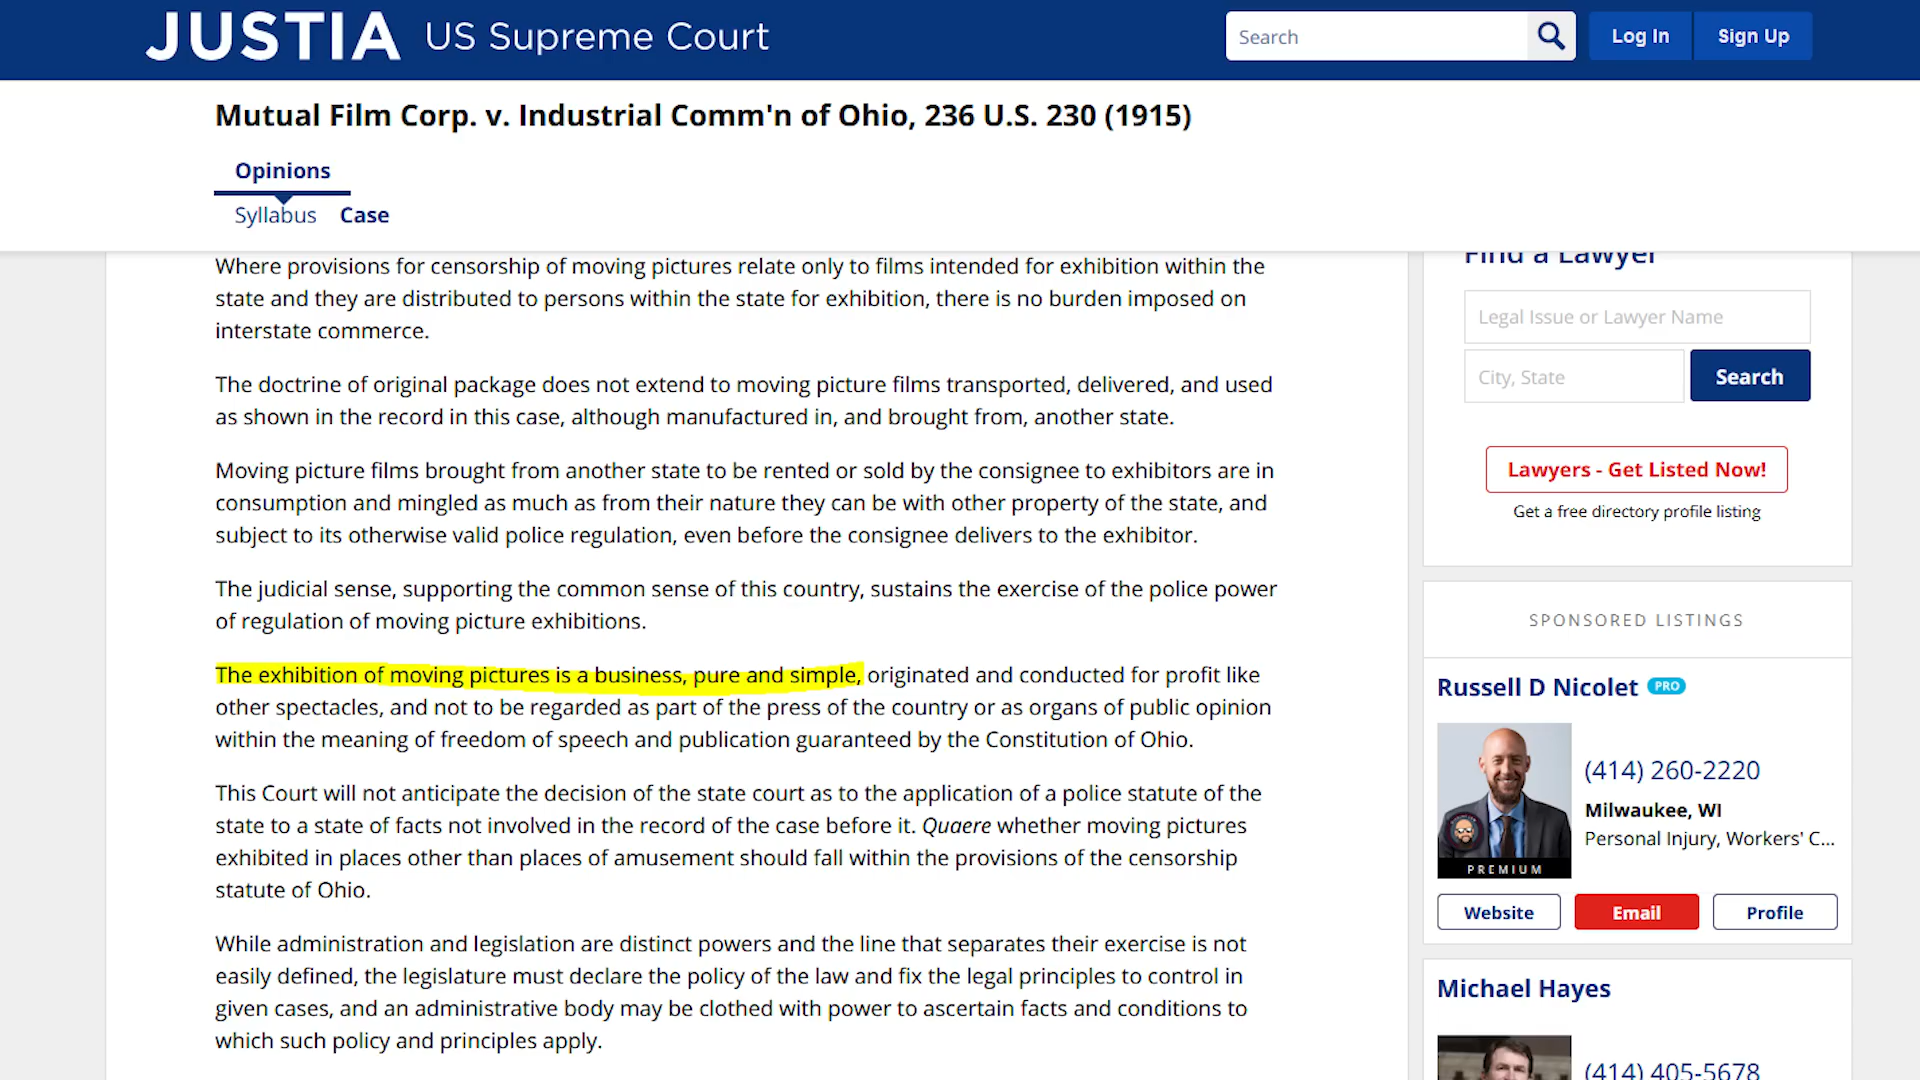 JUSTIA US Supreme Court
Search
Log In
Sign Up
Mutual Film Corp. v. Industrial Comm'n of Ohio, 236 U.S. 230 (1915)
Opinions
Syllabus Case
Where provisions for censorship of moving pictures relate only to films intended for exhibition within the
state and they are distributed to persons within the state for exhibition, there is no burden imposed on
interstate commerce.
The doctrine of original package does not extend to moving picture films transported, delivered, and used
as shown in the record in this case, although manufactured in, and brought from, another state.
Moving picture films brought from another state to be rented or sold by the consignee to exhibitors are in
consumption and mingled as much as from their nature they can be with other property of the state, and
subject to its otherwise valid police regulation, even before the consignee delivers to the exhibitor.
The judicial sense, supporting the common sense of this country, sustains the exercise of the police power
of regulation of moving picture exhibitions.
The exhibition of moving pictures is a business, pure and simple, originated and conducted for profit like
other spectacles, and not to be regarded as part of the press of the country or as organs of public opinion
within the meaning of freedom of speech and publication guaranteed by the Constitution of Ohio.
This Court will not anticipate the decision of the state court as to the application of a police statute of the
state to a state of facts not involved in the record of the case before it. Quaere whether moving pictures
exhibited in places other than places of amusement should fall within the provisions of the censorship
statute of Ohio.
While administration and legislation are distinct powers and the line that separates their exercise is not
easily defined, the legislature must declare the policy of the law and fix the legal principles to control in
given cases, and an administrative body may be clothed with power to ascertain facts and conditions to
which such policy and principles apply.
Find a Lawyer
Legal Issue or Lawyer Name
City, State
Search
Lawyers - Get Listed Now!
Get a free directory profile listing
SPONSORED LISTINGS
Russell D Nicolet PRO
PREMIUM
(414) 260-2220
Milwaukee, WI
Personal Injury, Workers' C...
Website
Email
Profile
Michael Hayes
(414) 405-5678